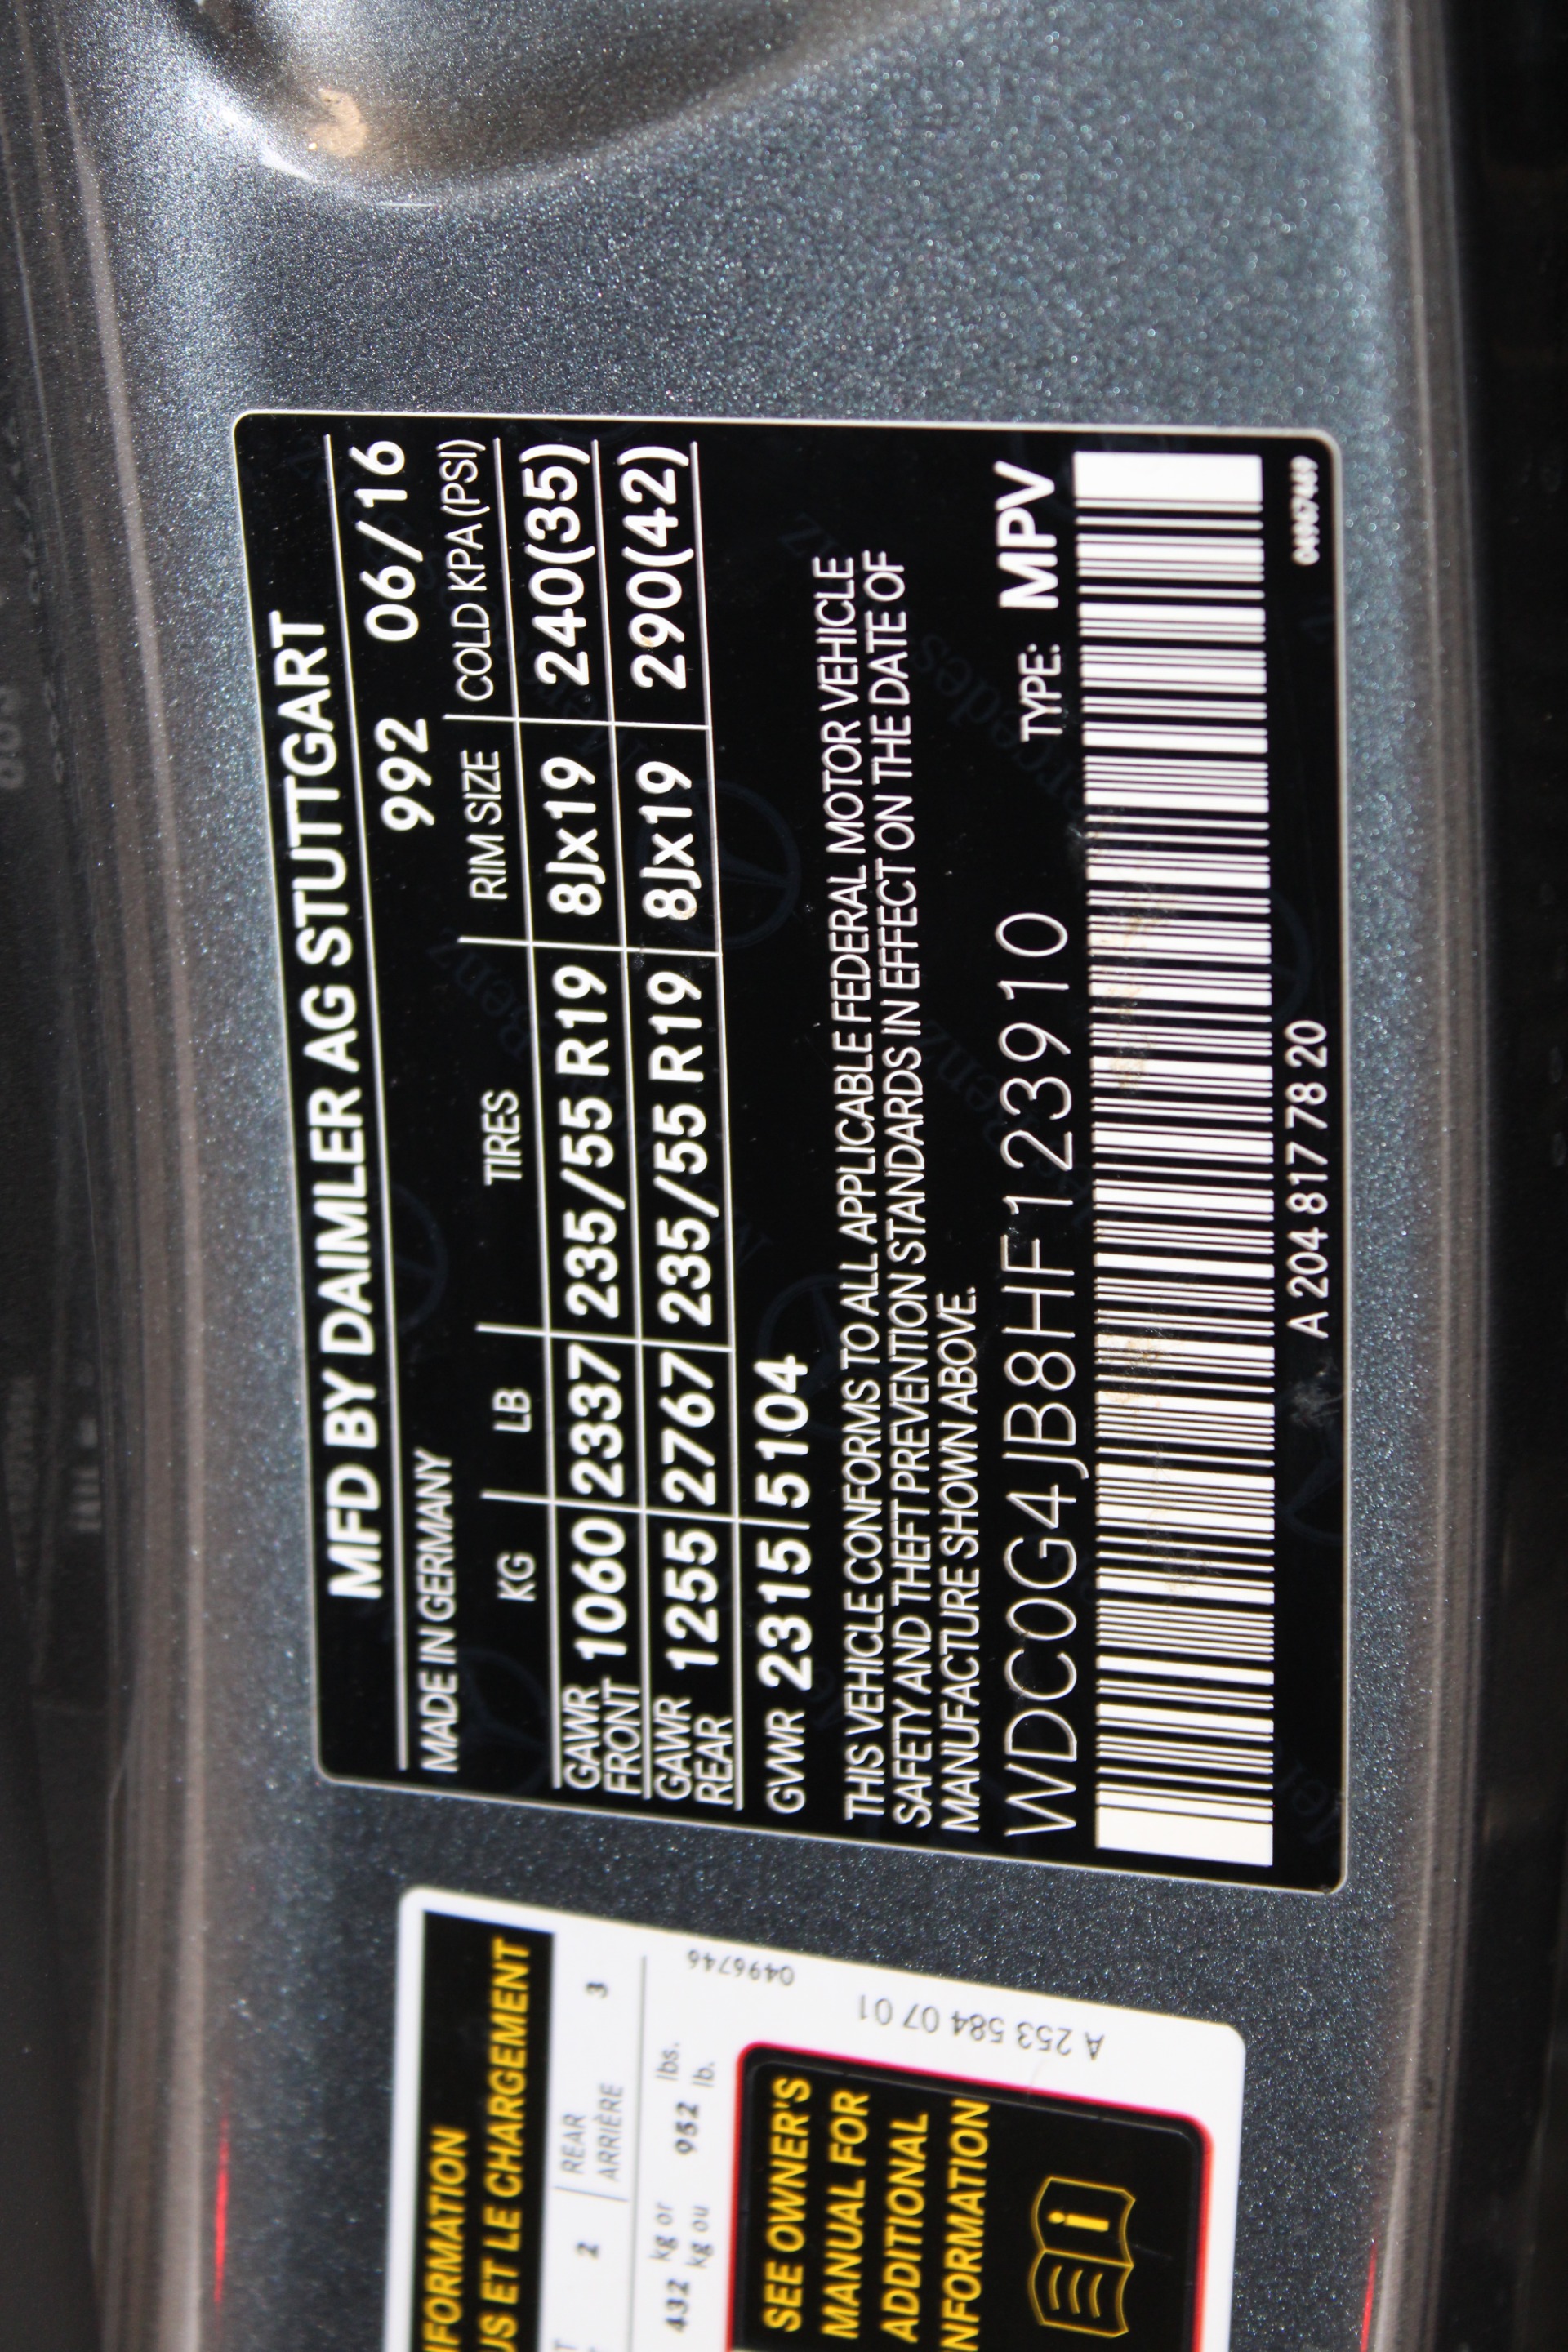 MFD BY DAIMLER AG STUTTGART
MADE IN GERMANY 992 06/16
KG LB TIRES RIM SIZE COLD KPA (PSI)
GAWR FRONT 1060 2337 235/55 R19 8Jx19 240(35)
GAWR REAR 1255 2767 235/55 R19 8Jx19 290(42)
GVWR 2315 5104
THIS VEHICLE CONFORMS TO ALL APPLICABLE FEDERAL MOTOR VEHICLE
SAFETY AND THEFT PREVENTION STANDARDS IN EFFECT ON THE DATE OF
MANUFACTURE SHOWN ABOVE.
WDC0G4JB8HF123910 TYPE: MPV
A 204 817 78 20
04967469
FORMATION
US ET LE CHARGEMENT
2 REAR 3
ARRIÈRE
432 kg or 952 lbs.
kg ou lb.
SEE OWNER'S
MANUAL FOR
ADDITIONAL
INFORMATION
0496746
A 253 584 07 01